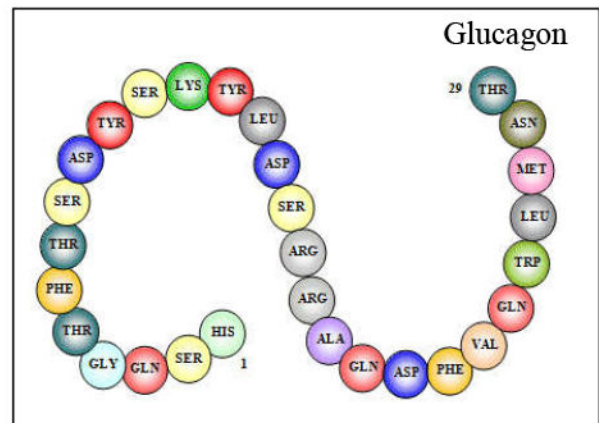 Glucagon
1
HIS
SER
GLN
GLY
THR
PHE
THR
SER
ASP
TYR
SER
LYS
TYR
LEU
ASP
SER
ARG
ARG
ALA
GLN
ASP
PHE
VAL
GLN
TRP
LEU
MET
ASN
THR
29